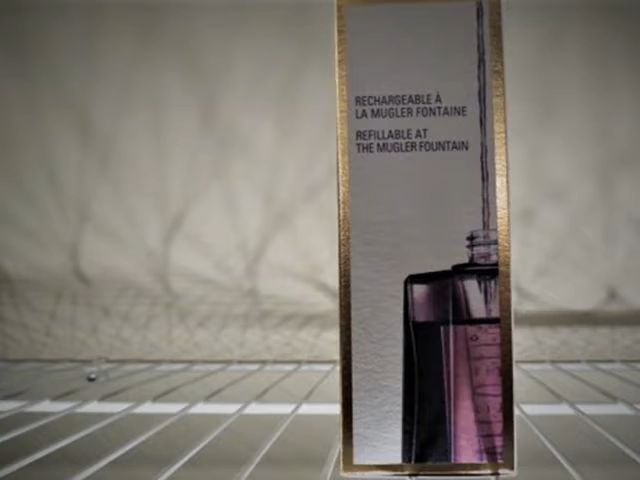 RECHARGEABLE À
LA MUGLER FONTAINE
REFILLABLE AT
THE MUGLER FOUNTAIN